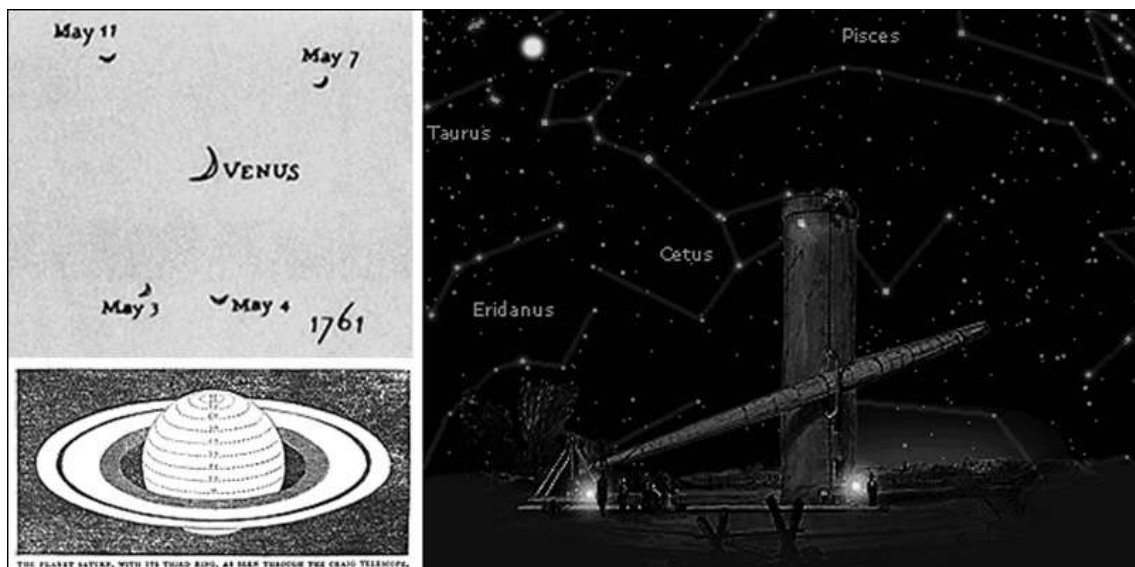 May 11
May 7
VENUS
May 3
May 4
1761
THE PLANET SATURN, WITH ITS THIRD RING, AS SEEN THROUGH THE CRAIG TELESCOPE.
Pisces
Taurus
Cetus
Eridanus